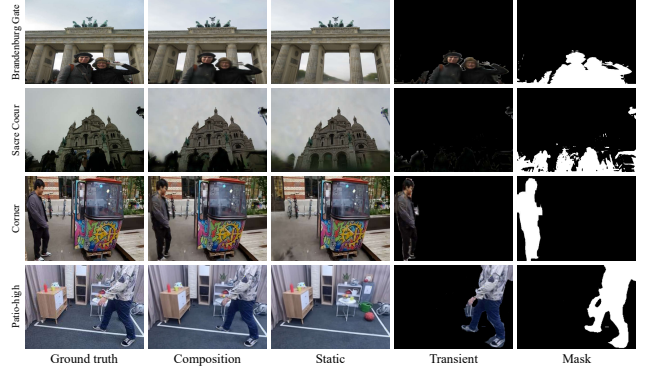 Brandenburg Gate
Sacre Coeur
Corner
Patio-high
Ground truth Composition Static Transient Mask